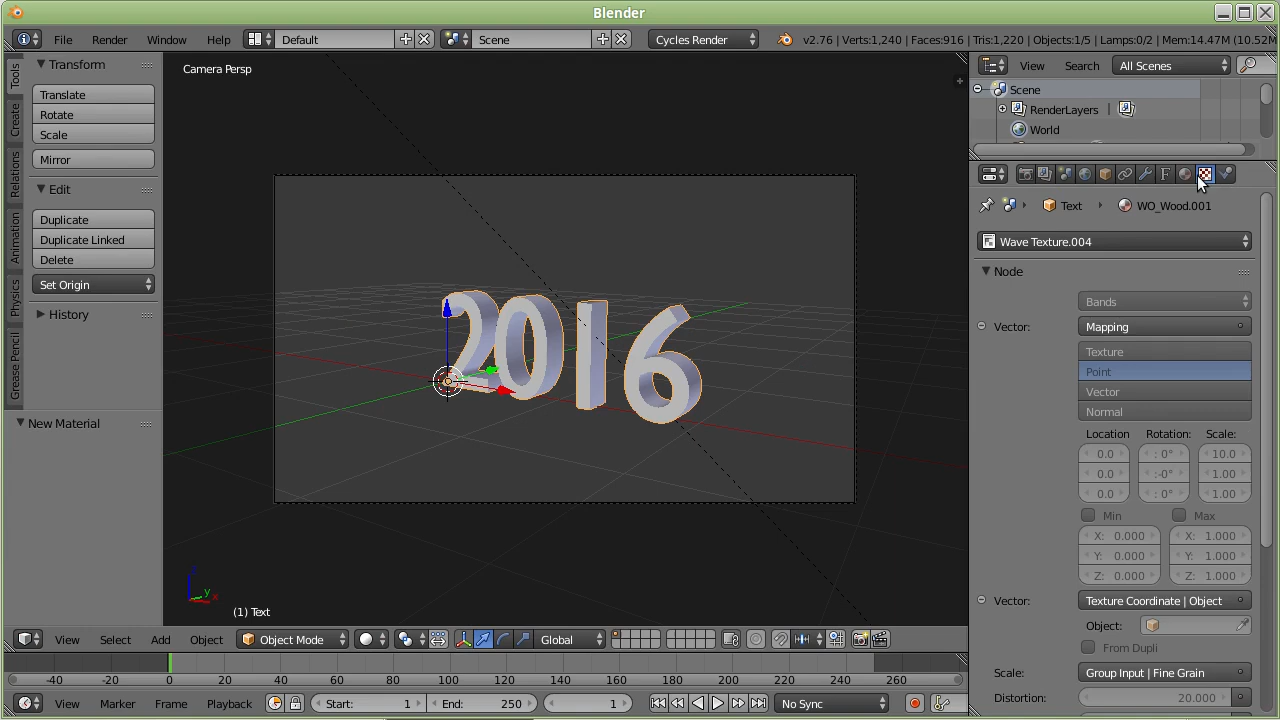 Blender
File Render Window Help Default Scene Cycles Render v2.76 | Verts:1,240 | Faces:916 | Tris:1,220 | Objects:1/5 | Lamps:0/2 | Mem:14.47M (10.52M
Tools
Create
Relations
Animation
Physics
Grease Pencil
Transform
Translate
Rotate
Scale
Mirror
Edit
Duplicate
Duplicate Linked
Delete
Set Origin
History
New Material
Camera Persp
2016
z
y
x
(1) Text
View Select Add Object Object Mode Global
-40 -20 0 20 40 60 80 100 120 140 160 180 200 220 240 260
View Marker Frame Playback Start: 1 End: 250 1 No Sync
View Search All Scenes
Scene
RenderLayers
World
Text WO_Wood.001
Wave Texture.004
Node
Bands
Vector: Mapping
Texture
Point
Vector
Normal
Location Rotation: Scale:
0.0 : 0° 10.0
0.0 :-0° 1.00
0.0 : 0° 1.00
Min Max
X: 0.000 X: 1.000
Y: 0.000 Y: 1.000
Z: 0.000 Z: 1.000
Vector: Texture Coordinate | Object
Object:
From Dupli
Scale: Group Input | Fine Grain
Distortion: 20.000